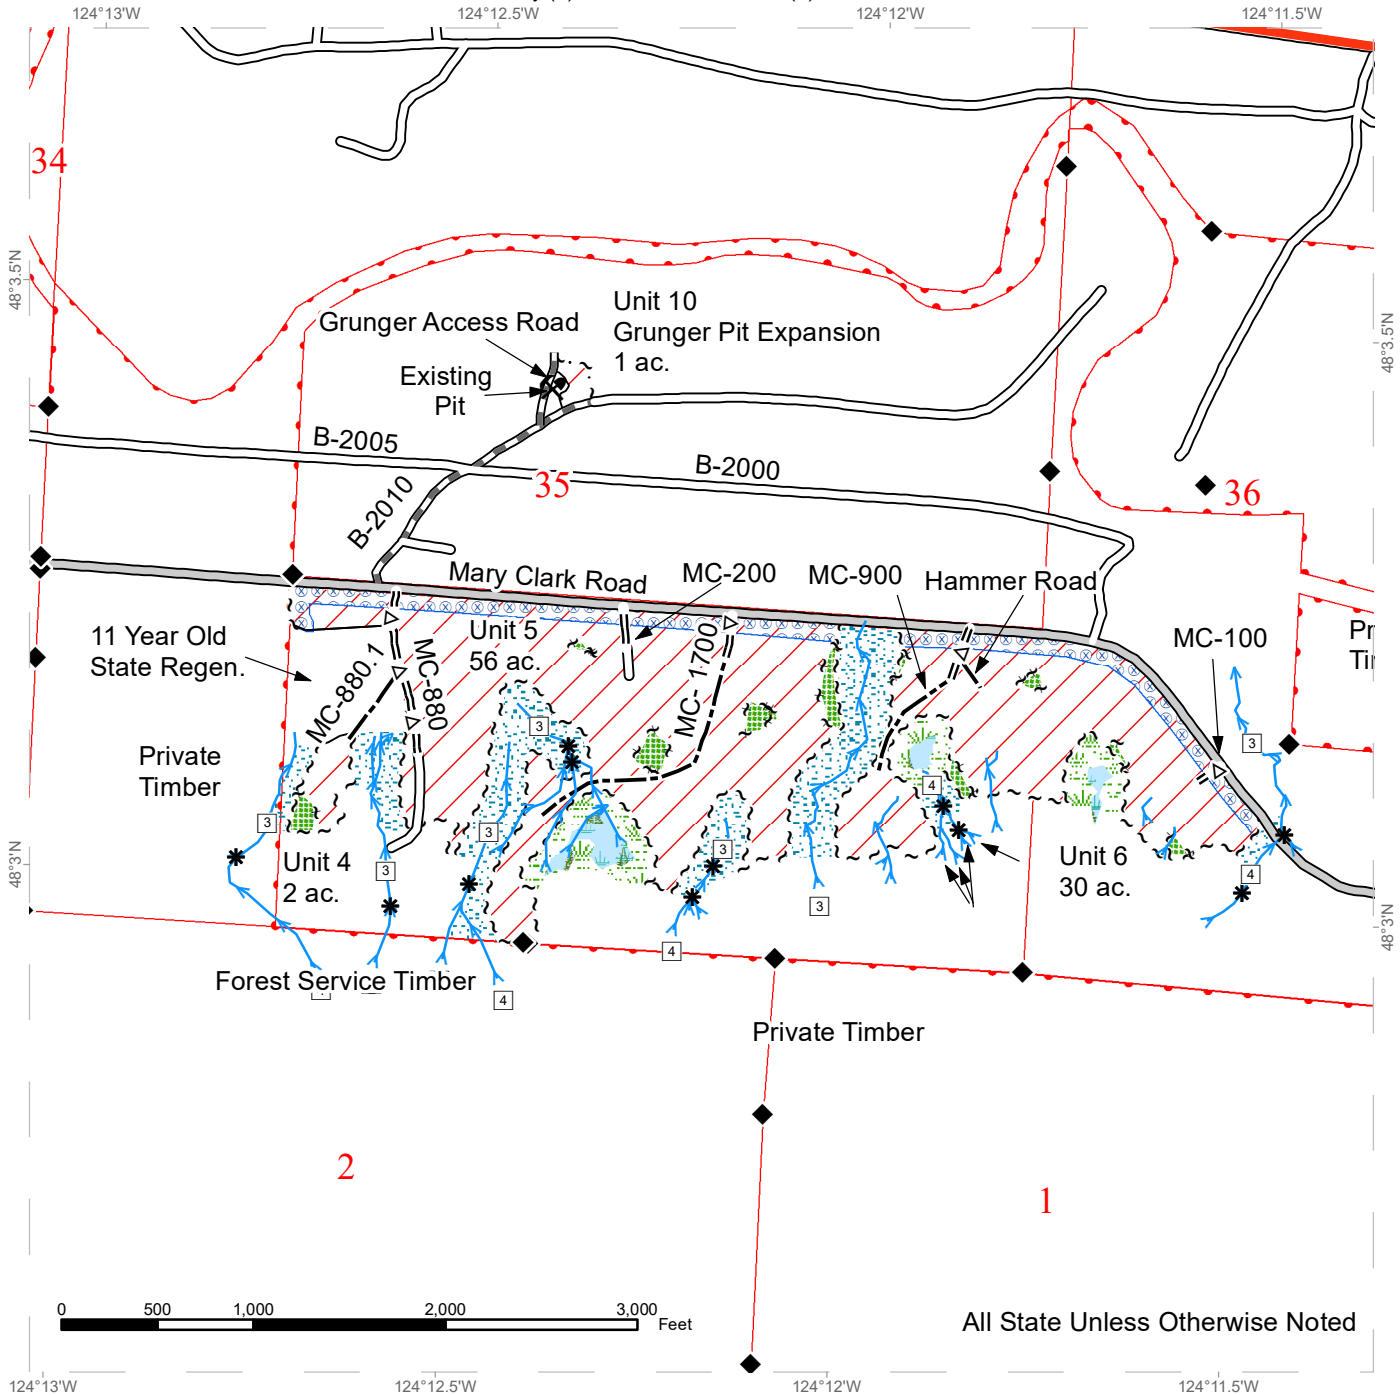 124°13'W
124°12.5'W
124°12'W
124°11.5'W
34
48°3.5'N
48°3.5'N
Unit 10
Grunger Pit Expansion
1 ac.
Grunger Access Road
Existing
Pit
B-2005
B-2000
35
36
B-2010
Mary Clark Road
MC-200
MC-900
Hammer Road
MC-100
Pr
Ti
11 Year Old
State Regen.
Unit 5
56 ac.
MC-880.1
MC-880
MC- 1700
Private
Timber
3
3
3
3
3
3
3
4
4
4
4
Unit 4
2 ac.
Unit 6
30 ac.
48°3'N
48°3'N
Forest Service Timber
Private Timber
2
1
0
500
1,000
2,000
3,000
Feet
All State Unless Otherwise Noted
124°13'W
124°12.5'W
124°12'W
124°11.5'W